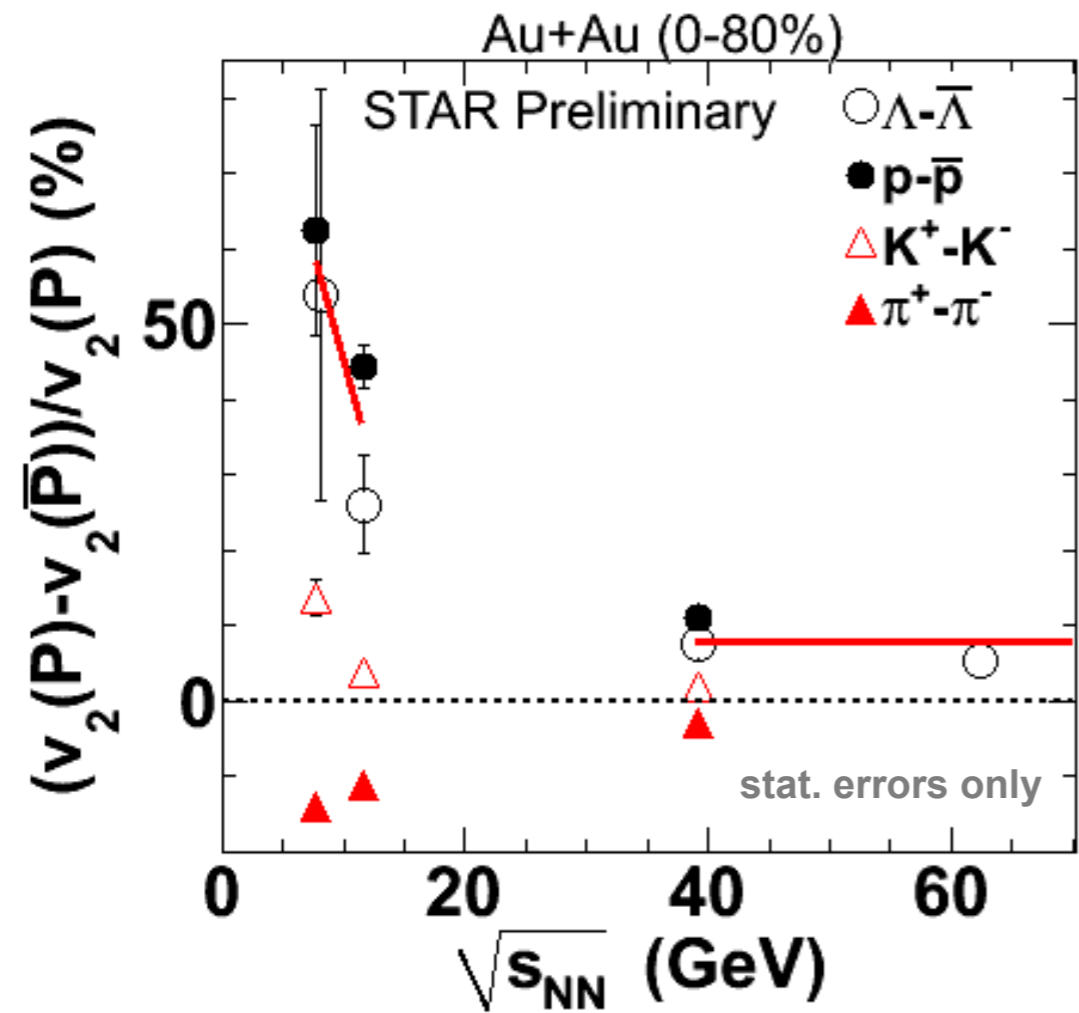 Au+Au (0-80%)
STAR Preliminary
Λ-Λ̅
p-p̅
K⁺-K⁻
π⁺-π⁻
(v₂(P)-v₂(P̅))/v₂(P) (%)
50
0
stat. errors only
0 20 40 60
√sNN (GeV)